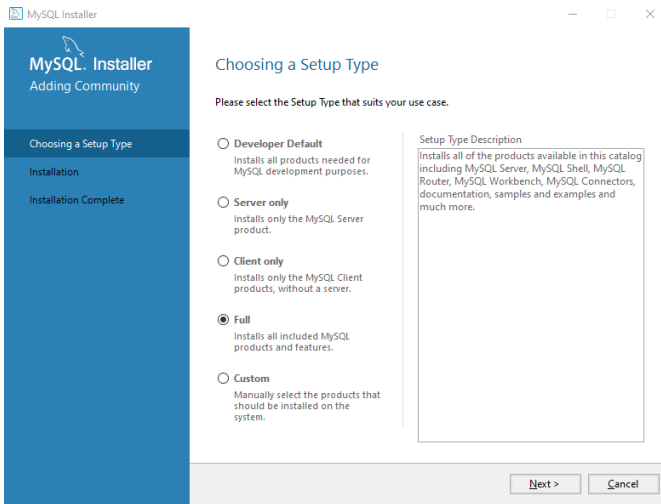 MySQL Installer
MySQL. Installer
Adding Community
Choosing a Setup Type
Installation
Installation Complete
Choosing a Setup Type
Please select the Setup Type that suits your use case.
Developer Default
Installs all products needed for
MySQL development purposes.
Server only
Installs only the MySQL Server
product.
Client only
Installs only the MySQL Client
products, without a server.
Full
Installs all included MySQL
products and features.
Custom
Manually select the products that
should be installed on the
system.
Setup Type Description
Installs all of the products available in this catalog
including MySQL Server, MySQL Shell, MySQL
Router, MySQL Workbench, MySQL Connectors,
documentation, samples and examples and
much more.
Next >
Cancel